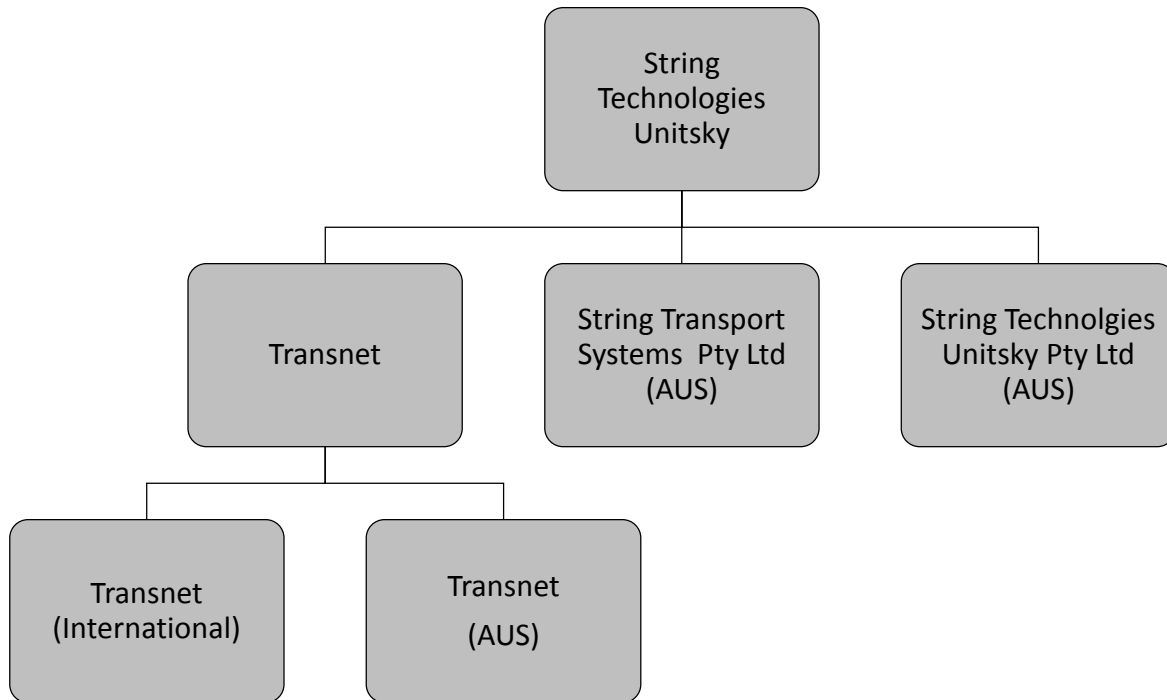 String
Technologies
Unitsky
Transnet
String Transport
Systems  Pty Ltd
(AUS)
String Technolgies
Unitsky Pty Ltd
(AUS)
Transnet
(International)
Transnet
(AUS)